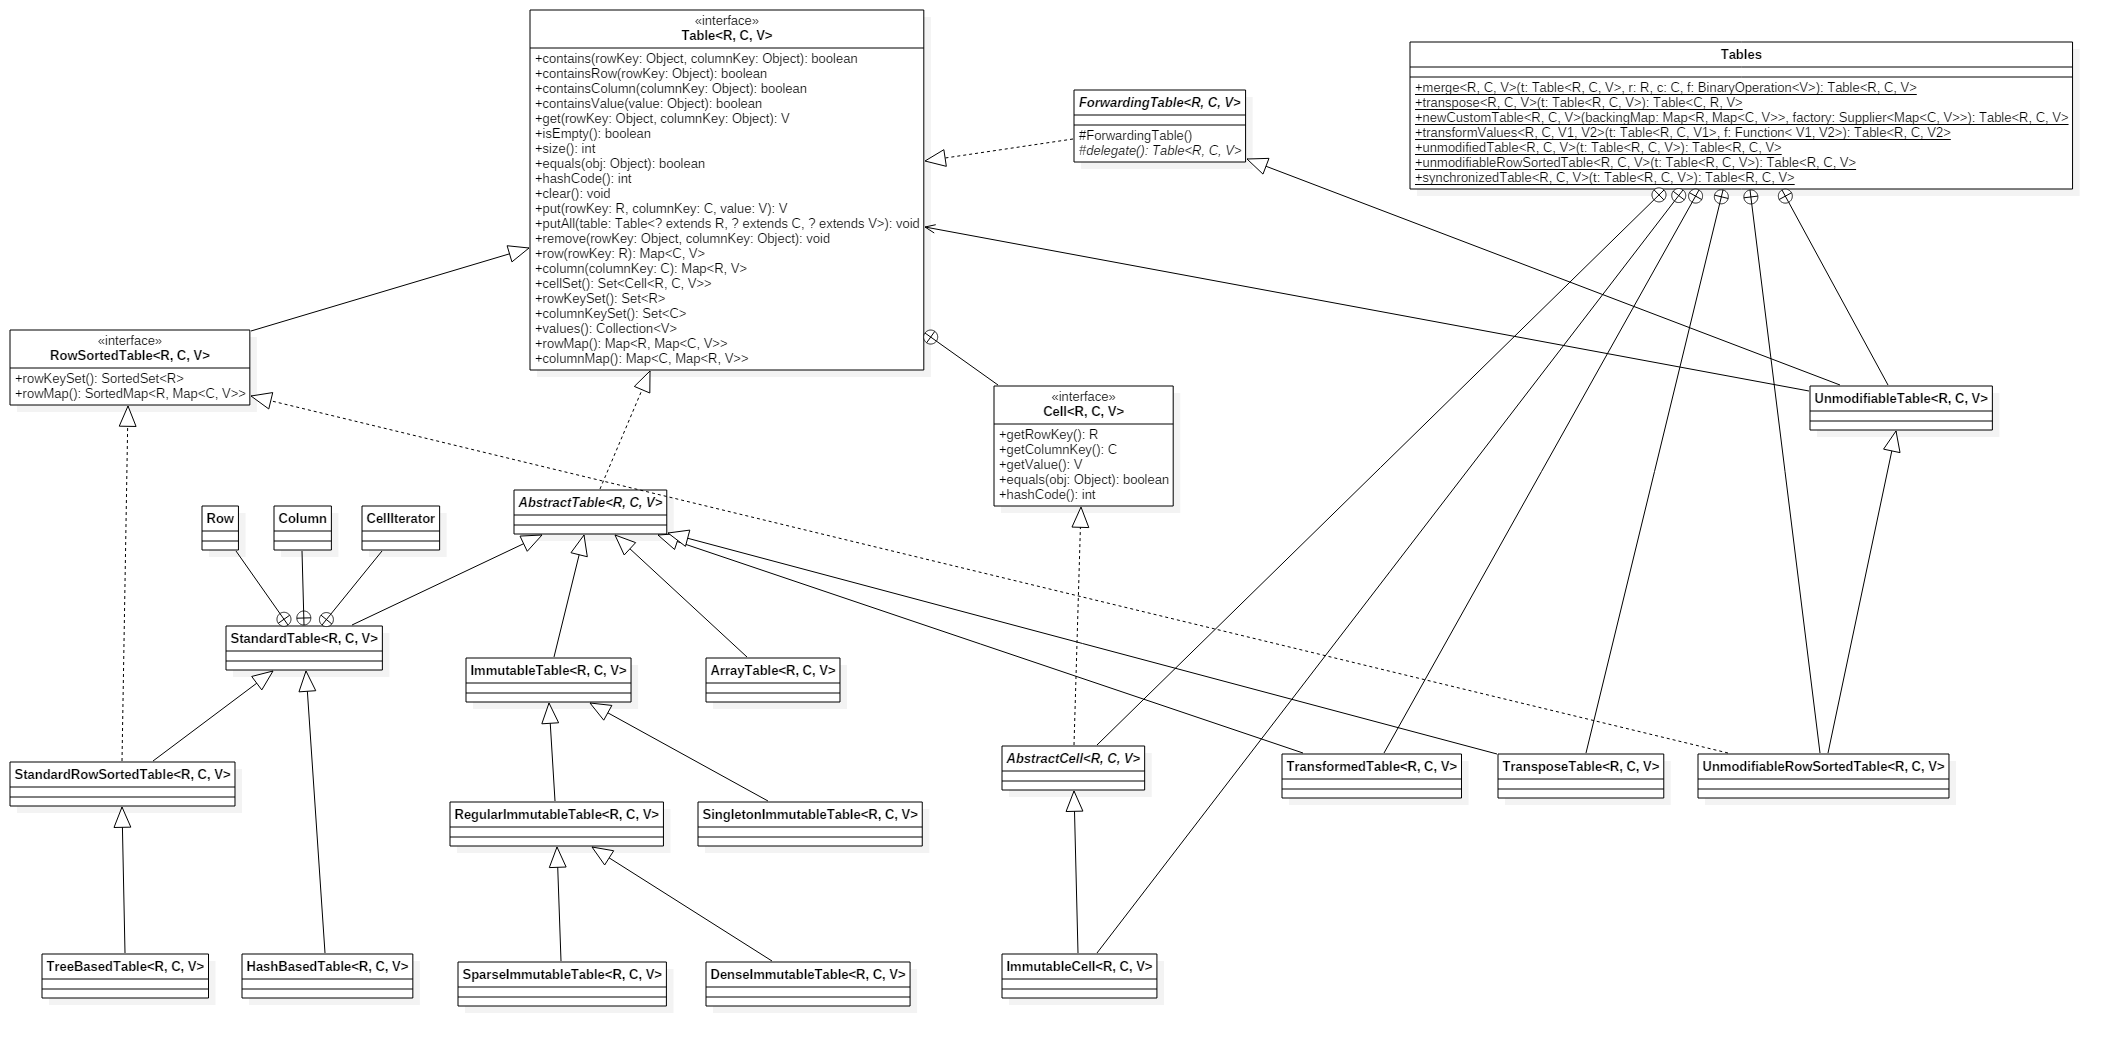 «interface»
Table<R, C, V>
+contains(rowKey: Object, columnKey: Object): boolean
+containsRow(rowKey: Object): boolean
+containsColumn(columnKey: Object): boolean
+containsValue(value: Object): boolean
+get(rowKey: Object, columnKey: Object): V
+isEmpty(): boolean
+size(): int
+equals(obj: Object): boolean
+hashCode(): int
+clear(): void
+put(rowKey: R, columnKey: C, value: V): V
+putAll(table: Table<? extends R, ? extends C, ? extends V>): void
+remove(rowKey: Object, columnKey: Object): void
+row(rowKey: R): Map<C, V>
+column(columnKey: C): Map<R, V>
+cellSet(): Set<Cell<R, C, V>>
+rowKeySet(): Set<R>
+columnKeySet(): Set<C>
+values(): Collection<V>
+rowMap(): Map<R, Map<C, V>>
+columnMap(): Map<C, Map<R, V>>
ForwardingTable<R, C, V>
#ForwardingTable()
#delegate(): Table<R, C, V>
Tables
+merge<R, C, V>(t: Table<R, C, V>, r: R, c: C, f: BinaryOperation<V>): Table<R, C, V>
+transpose<R, C, V>(t: Table<R, C, V>): Table<C, R, V>
+newCustomTable<R, C, V>(backingMap: Map<R, Map<C, V>>, factory: Supplier<Map<C, V>>): Table<R, C, V>
+transformValues<R, C, V1, V2>(t: Table<R, C, V1>, f: Function< V1, V2>): Table<R, C, V2>
+unmodifiedTable<R, C, V>(t: Table<R, C, V>): Table<R, C, V>
+unmodifiableRowSortedTable<R, C, V>(t: Table<R, C, V>): Table<R, C, V>
+synchronizedTable<R, C, V>(t: Table<R, C, V>): Table<R, C, V>
«interface»
RowSortedTable<R, C, V>
+rowKeySet(): SortedSet<R>
+rowMap(): SortedMap<R, Map<C, V>>
«interface»
Cell<R, C, V>
+getRowKey(): R
+getColumnKey(): C
+getValue(): V
+equals(obj: Object): boolean
+hashCode(): int
UnmodifiableTable<R, C, V>
AbstractTable<R, C, V>
Row
Column
CellIterator
StandardTable<R, C, V>
ImmutableTable<R, C, V>
ArrayTable<R, C, V>
StandardRowSortedTable<R, C, V>
AbstractCell<R, C, V>
TransformedTable<R, C, V>
TransposeTable<R, C, V>
UnmodifiableRowSortedTable<R, C, V>
RegularImmutableTable<R, C, V>
SingletonImmutableTable<R, C, V>
TreeBasedTable<R, C, V>
HashBasedTable<R, C, V>
SparseImmutableTable<R, C, V>
DenseImmutableTable<R, C, V>
ImmutableCell<R, C, V>